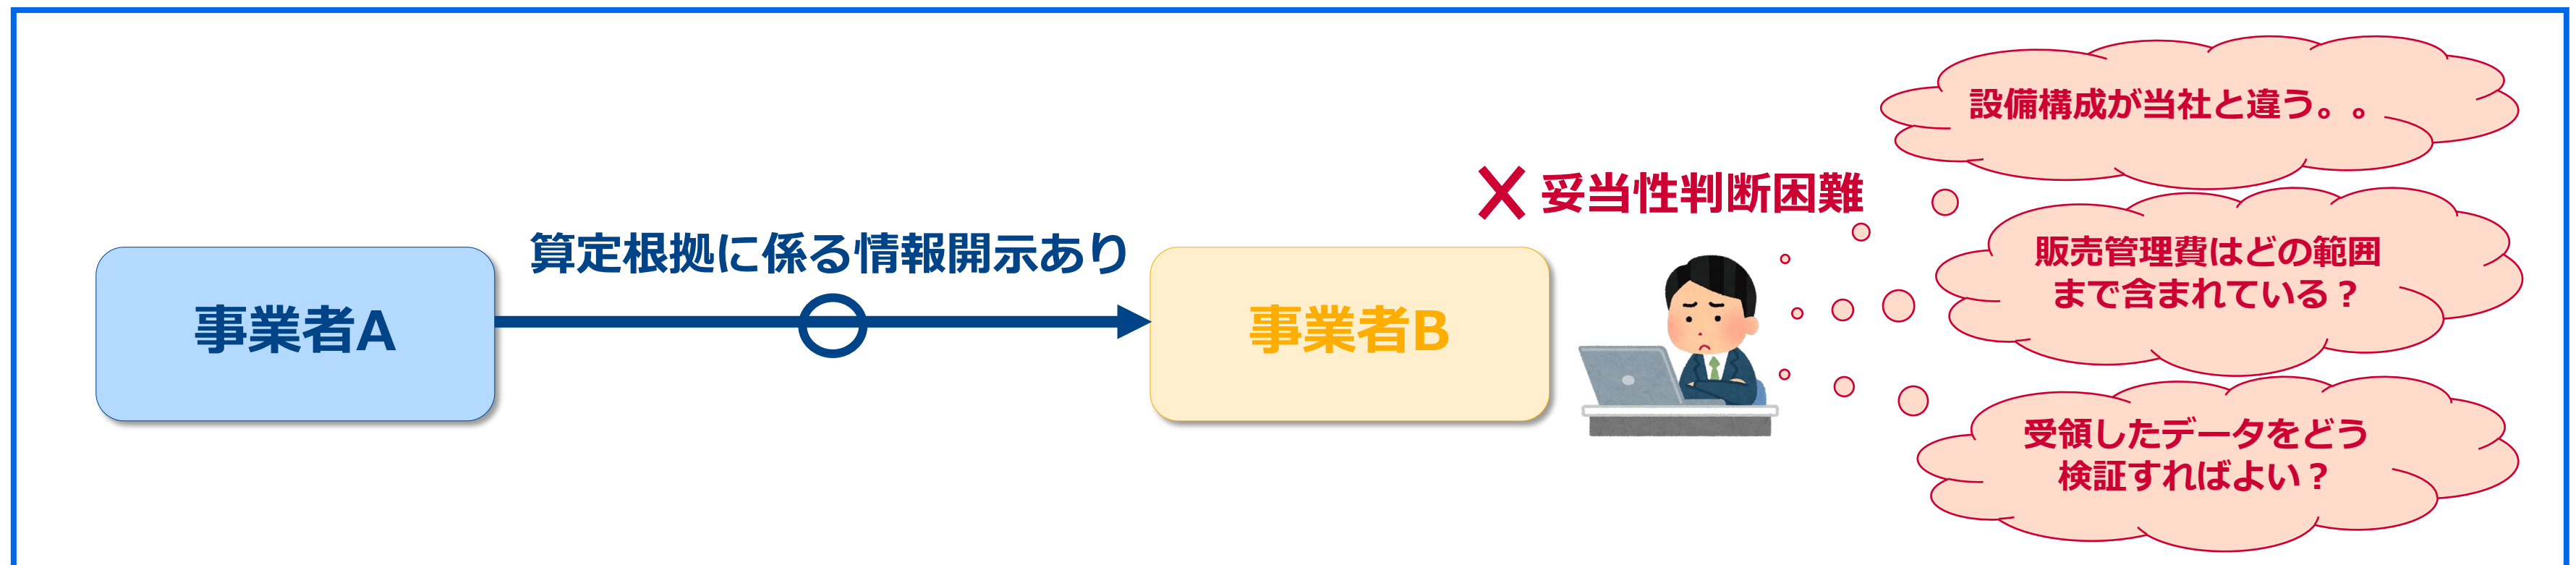 設備構成が当社と違う。。
妥当性判断困難
算定根拠に係る情報開示あり
販売管理費はどの範囲
まで含まれている？
事業者A
事業者B
受領したデータをどう
検証すればよい？